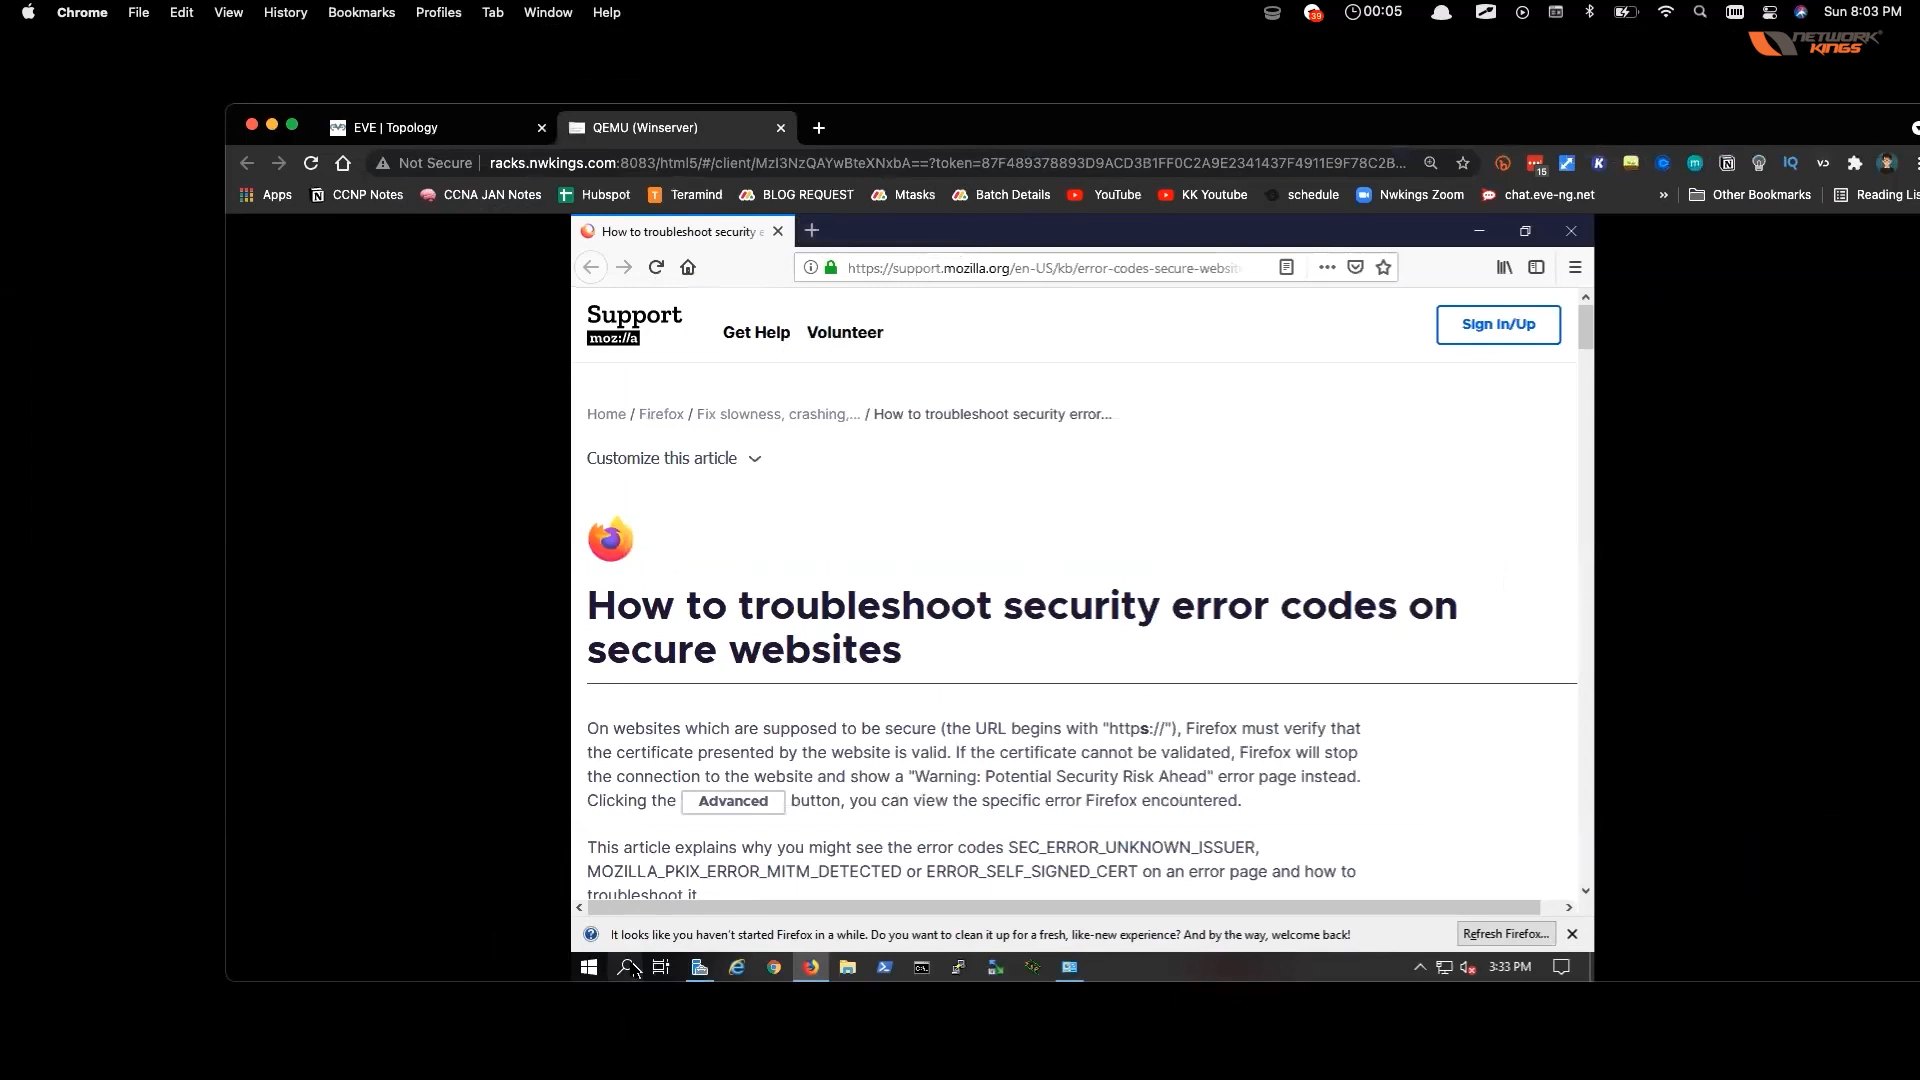 Chrome File Edit View History Bookmarks Profiles Tab Window Help
39 00:05 Sun 8:03 PM
NETWORK
KINGS
EVE | Topology
QEMU (Winserver)
Not Secure racks.nwkings.com:8083/html5/#/client/MzI3NzQAYwBteXNxbA==?token=87F489378893D9ACD3B1FF0C2A9E2341437F4911E9F78C2B...
15
Apps CCNP Notes CCNA JAN Notes Hubspot Teramind BLOG REQUEST Mtasks Batch Details YouTube KK Youtube schedule Nwkings Zoom chat.eve-ng.net » Other Bookmarks Reading Lis
How to troubleshoot security e
https://support.mozilla.org/en-US/kb/error-codes-secure-websit
Support
moz://a
Get Help Volunteer
Sign In/Up
Home / Firefox / Fix slowness, crashing,... / How to troubleshoot security error...
Customize this article
How to troubleshoot security error codes on
secure websites
On websites which are supposed to be secure (the URL begins with "https://"), Firefox must verify that
the certificate presented by the website is valid. If the certificate cannot be validated, Firefox will stop
the connection to the website and show a "Warning: Potential Security Risk Ahead" error page instead.
Clicking the Advanced button, you can view the specific error Firefox encountered.
This article explains why you might see the error codes SEC_ERROR_UNKNOWN_ISSUER,
MOZILLA_PKIX_ERROR_MITM_DETECTED or ERROR_SELF_SIGNED_CERT on an error page and how to
troubleshoot it
It looks like you haven't started Firefox in a while. Do you want to clean it up for a fresh, like-new experience? And by the way, welcome back!
Refresh Firefox...
3:33 PM